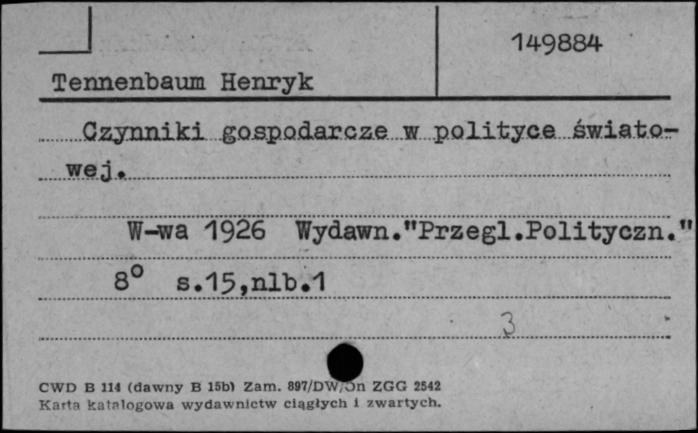 149884
Tennenbaum Henryk
Czynniki gospodarcze w polityce świato-
wej.
W-wa 1926 Wydawn."Przegl.Polityczn."
8° s.15,nlb.1
3
CWD B 114 (dawny B 15b) Zam. 897/DW/Dn ZGG 2542
Karta katalogowa wydawnictw ciągłych i zwartych.